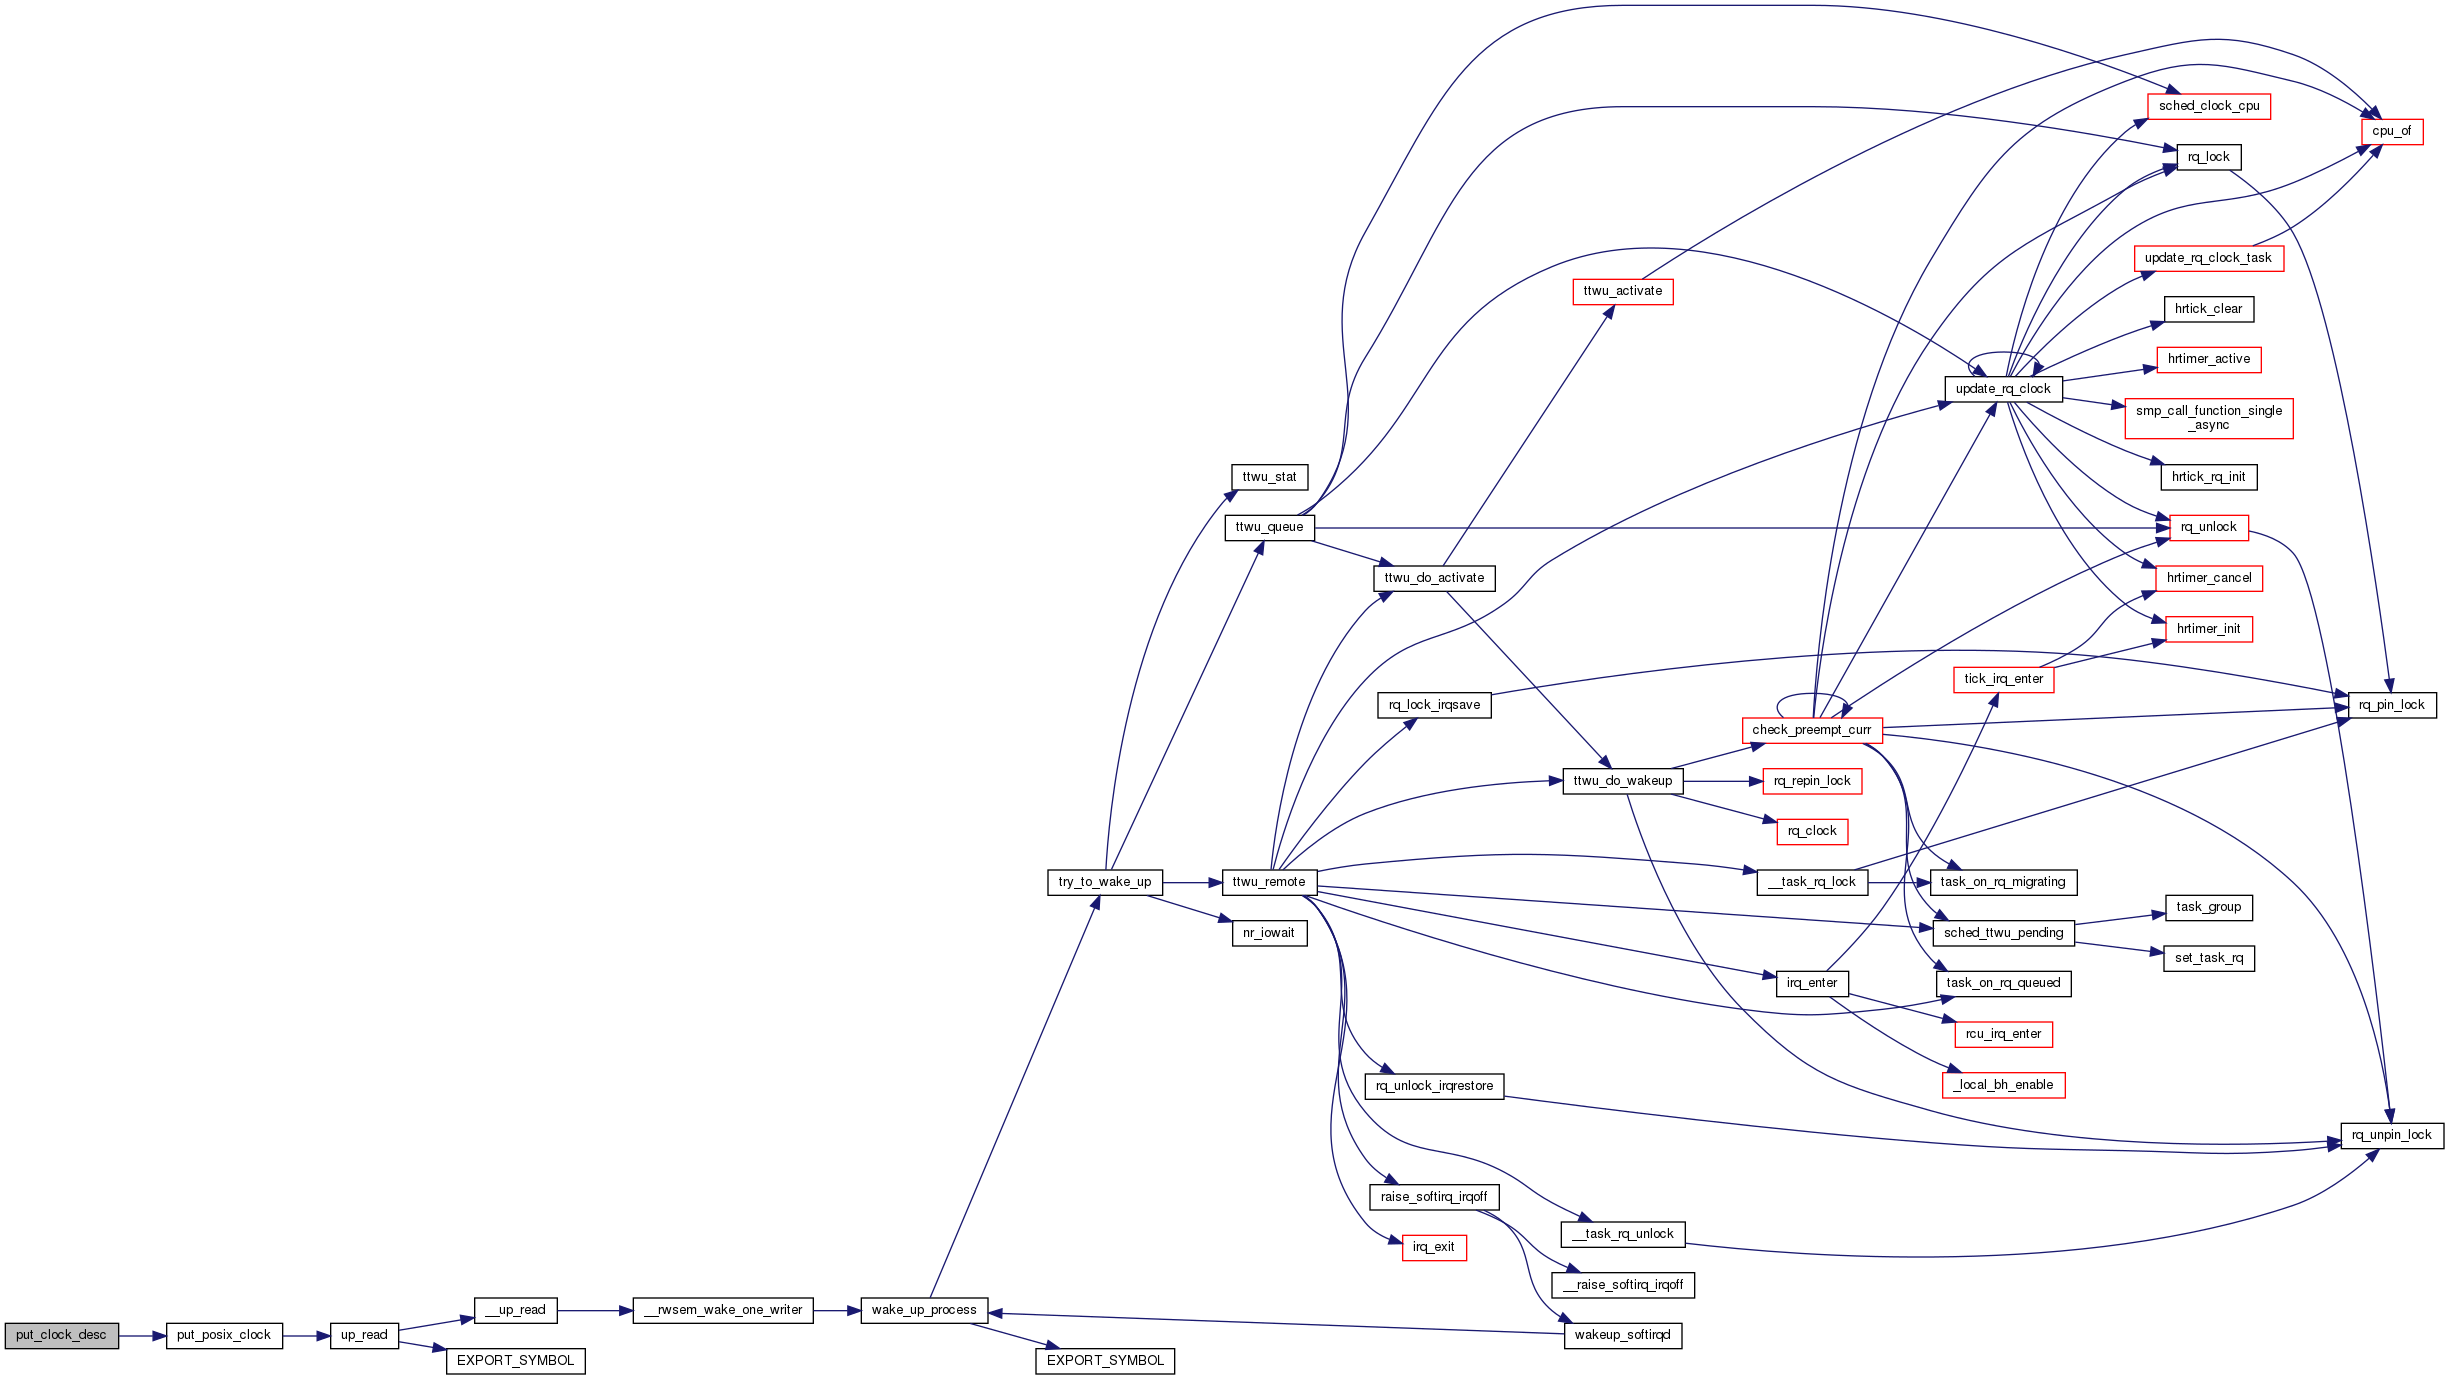 sched_clock_cpu
cpu_of
rq_lock
update_rq_clock_task
ttwu_activate
hrtick_clear
hrtimer_active
update_rq_clock
smp_call_function_single
_async
ttwu_stat
hrtick_rq_init
ttwu_queue
rq_unlock
ttwu_do_activate
hrtimer_cancel
hrtimer_init
tick_irq_enter
rq_lock_irqsave
rq_pin_lock
check_preempt_curr
ttwu_do_wakeup
rq_repin_lock
rq_clock
try_to_wake_up
ttwu_remote
__task_rq_lock
task_on_rq_migrating
task_group
nr_iowait
sched_ttwu_pending
set_task_rq
irq_enter
task_on_rq_queued
rcu_irq_enter
rq_unlock_irqrestore
_local_bh_enable
rq_unpin_lock
raise_softirq_irqoff
__task_rq_unlock
irq_exit
__raise_softirq_irqoff
__up_read
__rwsem_wake_one_writer
wake_up_process
put_clock_desc
put_posix_clock
up_read
wakeup_softirqd
EXPORT_SYMBOL
EXPORT_SYMBOL